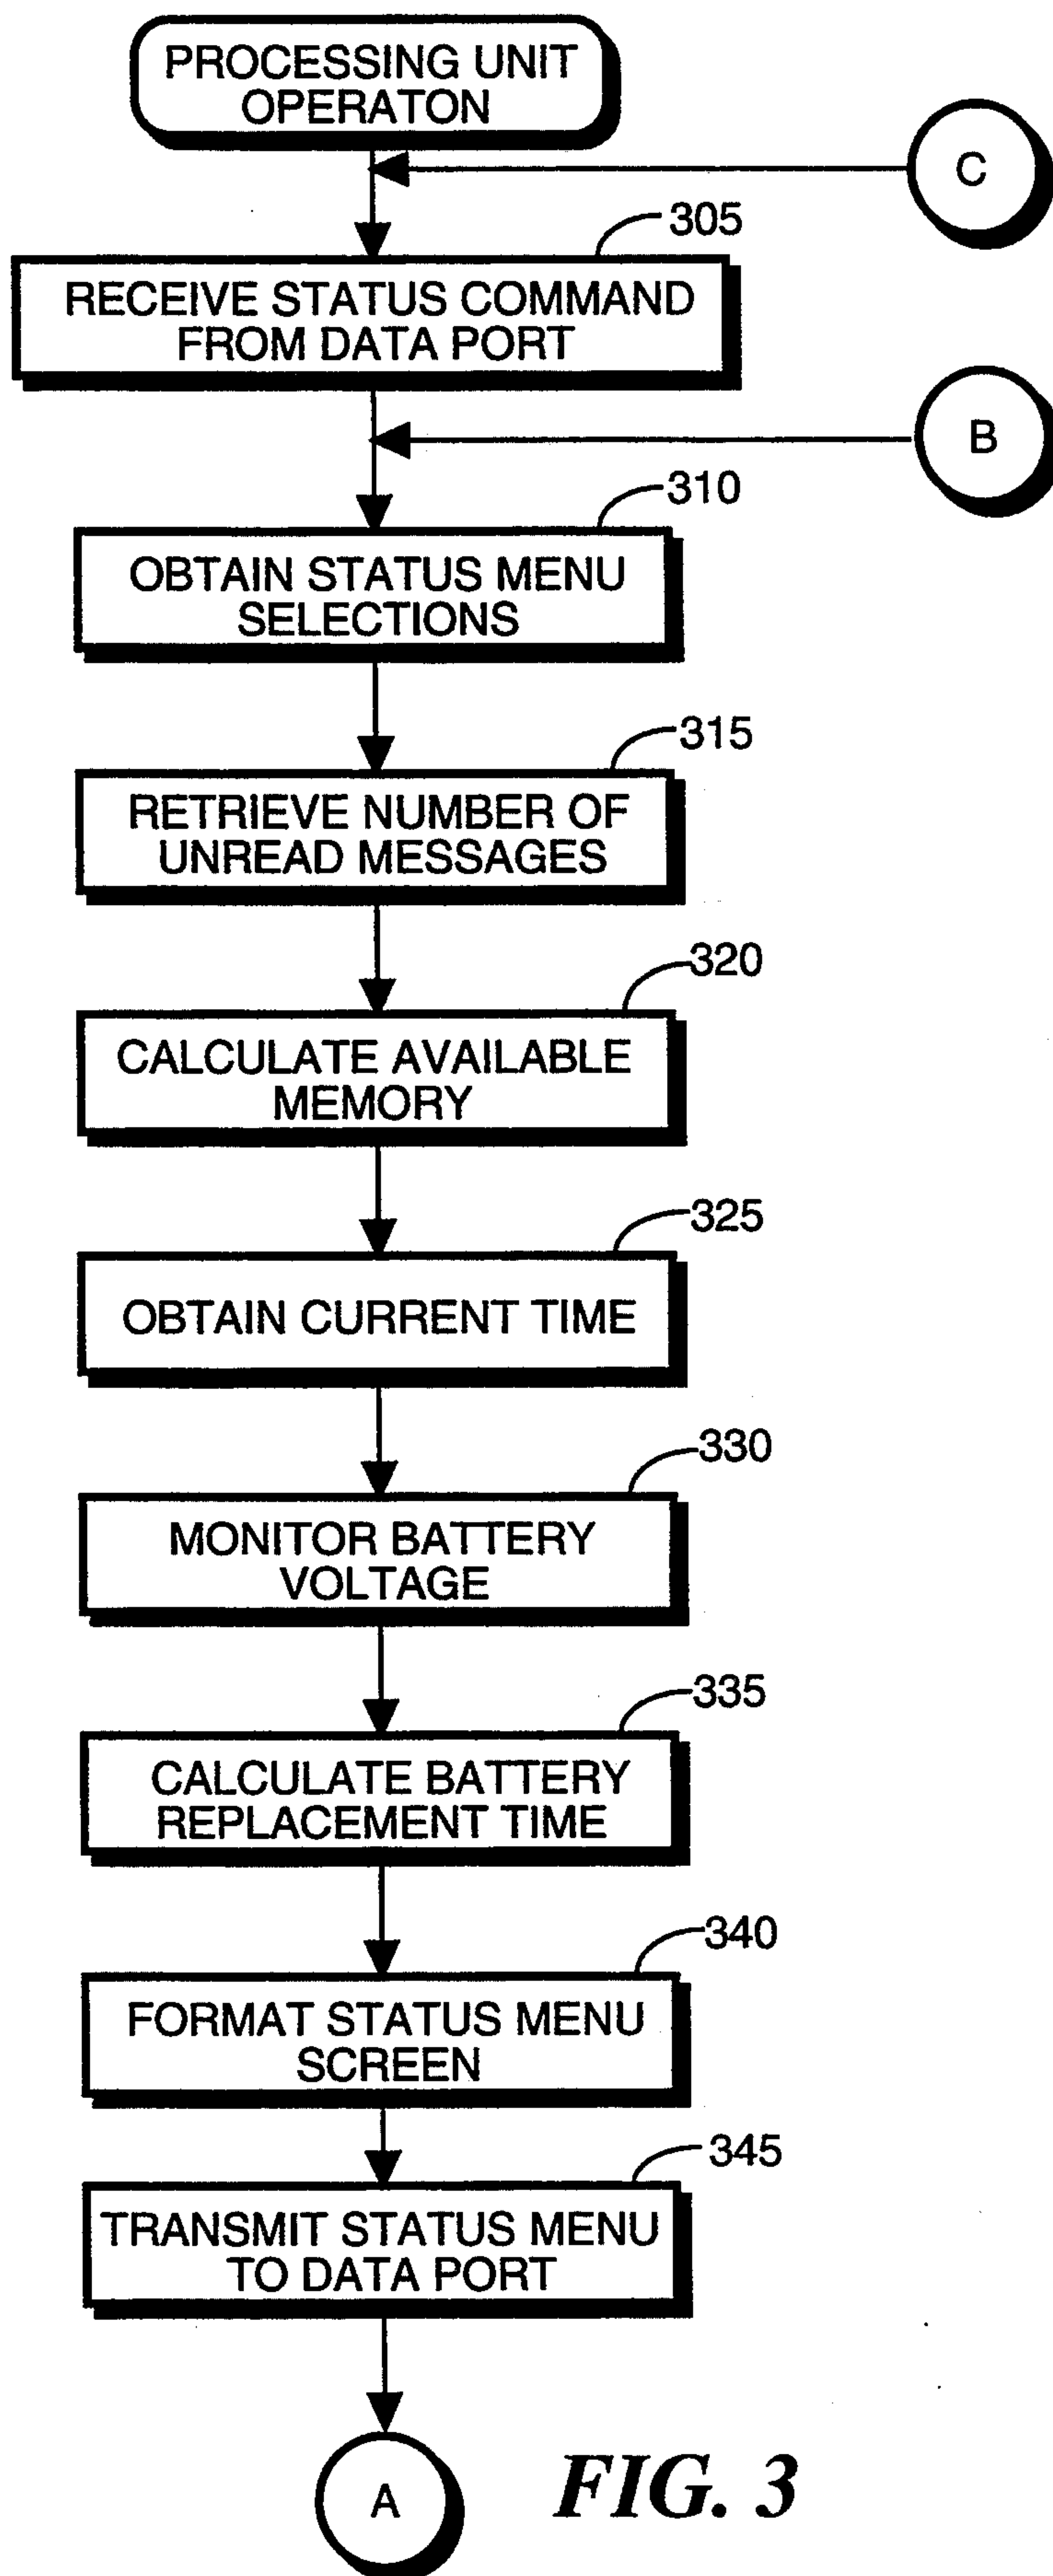 PROCESSING UNIT
OPERATON
C
305
RECEIVE STATUS COMMAND
FROM DATA PORT
B
310
OBTAIN STATUS MENU
SELECTIONS
315
RETRIEVE NUMBER OF
UNREAD MESSAGES
320
CALCULATE AVAILABLE
MEMORY
325
OBTAIN CURRENT TIME
330
MONITOR BATTERY
VOLTAGE
335
CALCULATE BATTERY
REPLACEMENT TIME
340
FORMAT STATUS MENU
SCREEN
345
TRANSMIT STATUS MENU
TO DATA PORT
A
FIG. 3